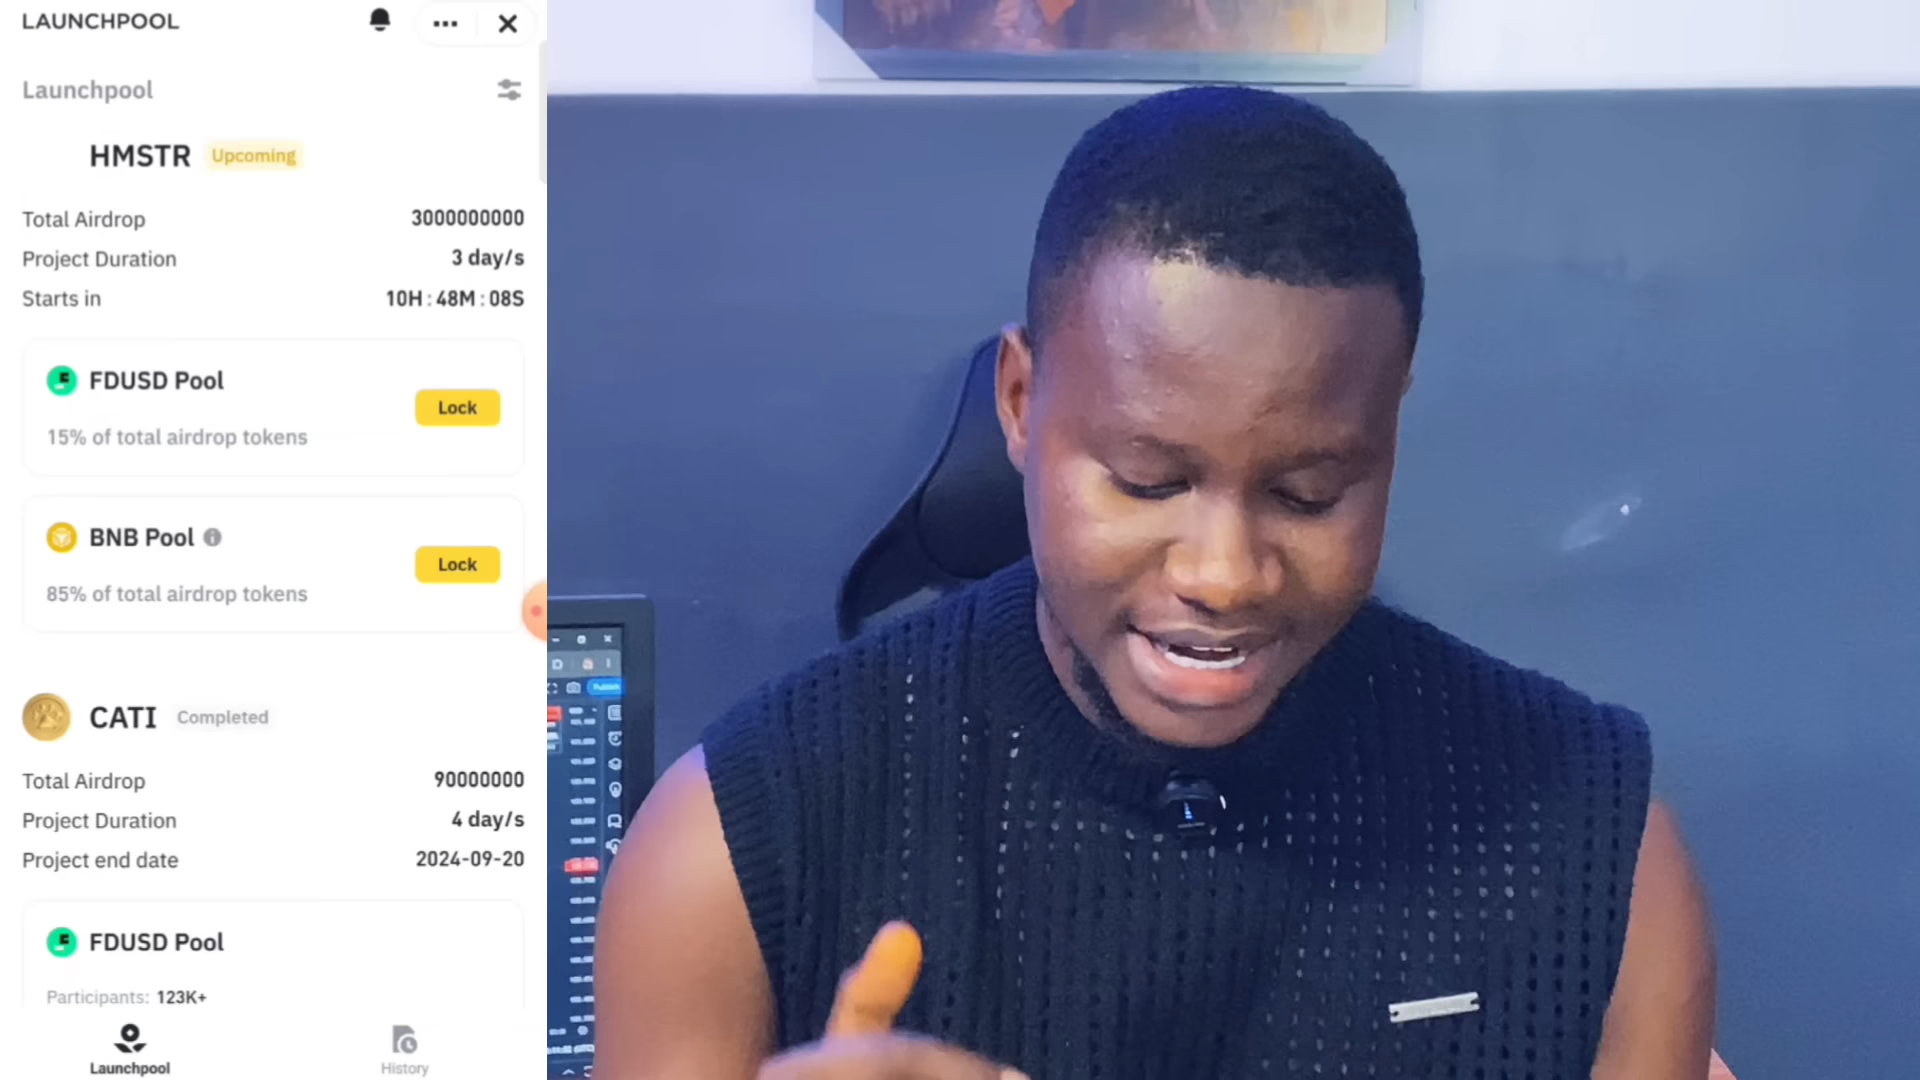 LAUNCHPOOL
Launchpool
HMSTR Upcoming
Total Airdrop 3000000000
Project Duration 3 day/s
Starts in 10H : 48M : 08S
FDUSD Pool
Lock
15% of total airdrop tokens
BNB Pool
Lock
85% of total airdrop tokens
CATI Completed
Total Airdrop 90000000
Project Duration 4 day/s
Project end date 2024-09-20
FDUSD Pool
Participants: 123K+
Launchpool
History
Publish